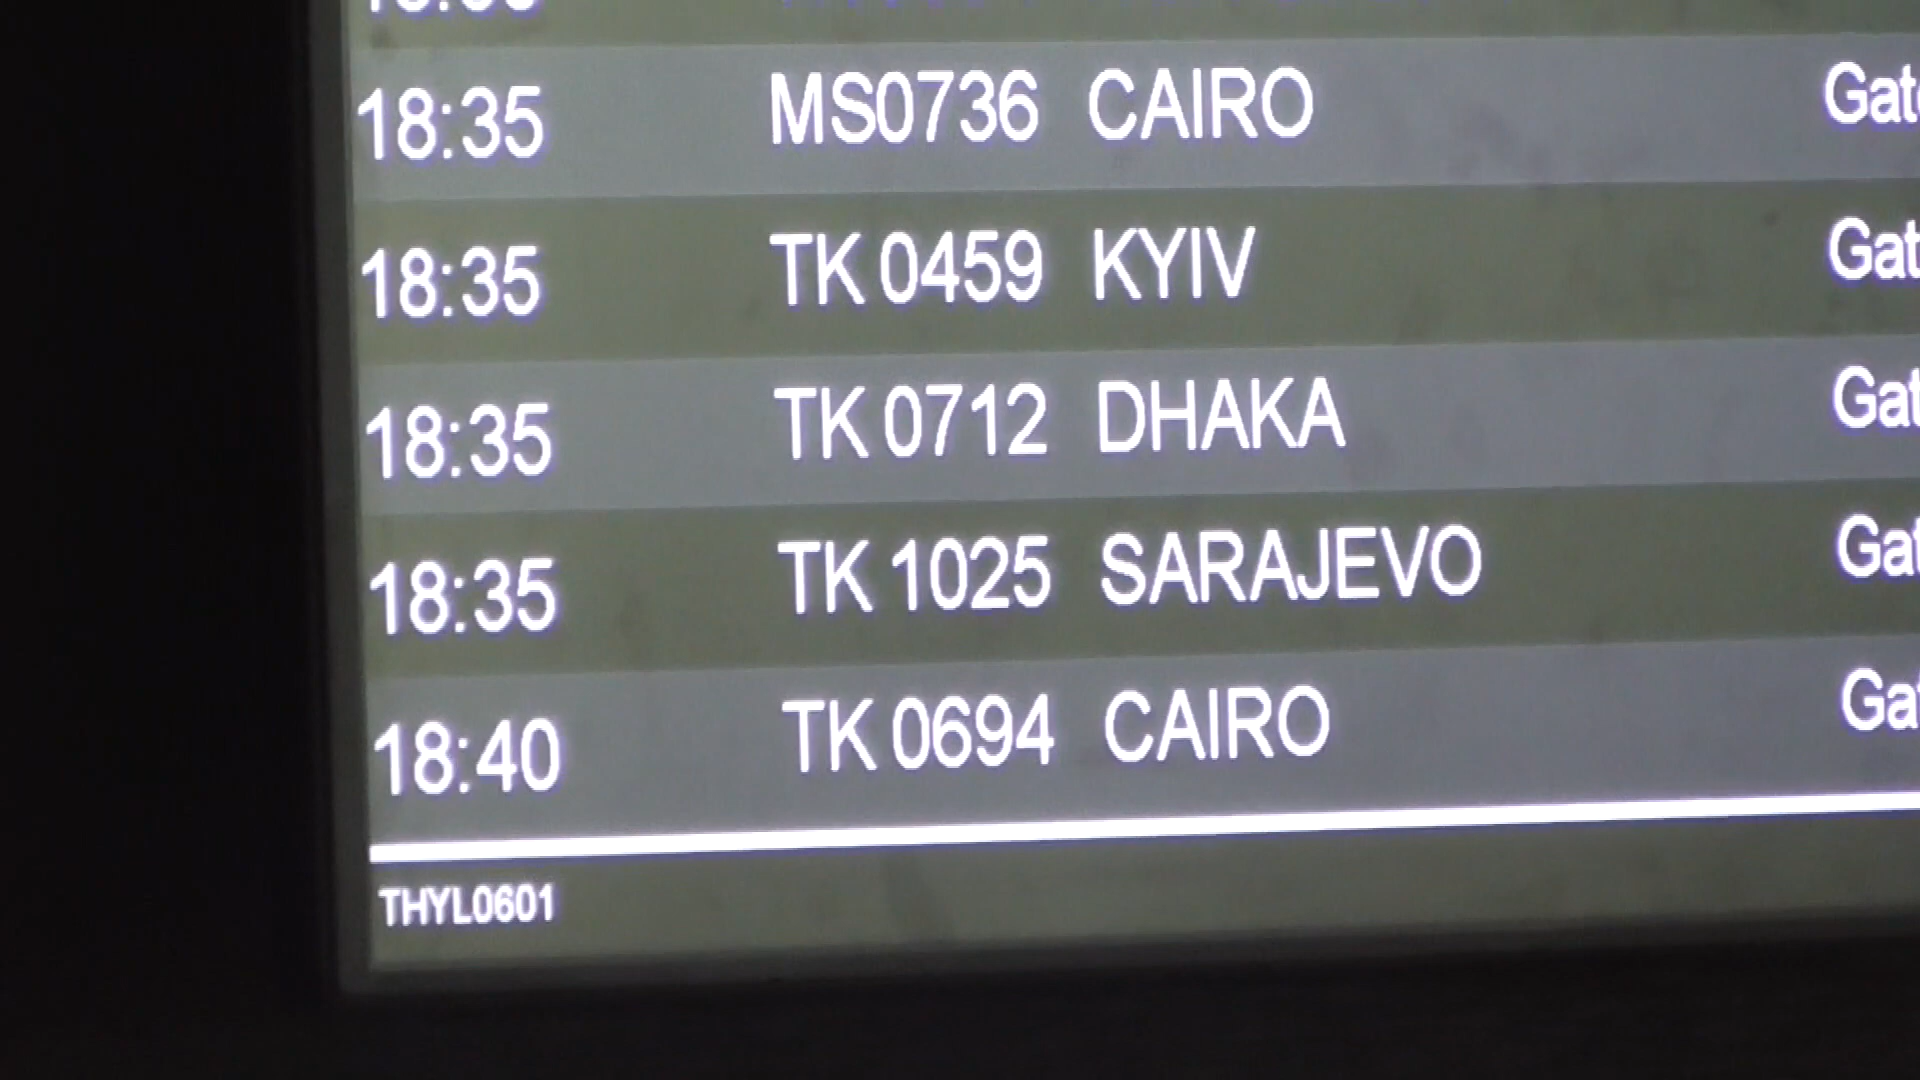 18:35 MS0736 CAIRO
18:35 TK 0459 KYIV
18:35 TK 0712 DHAKA
18:35 TK 1025 SARAJEVO
18:40 TK 0694 CAIRO
THYL0601